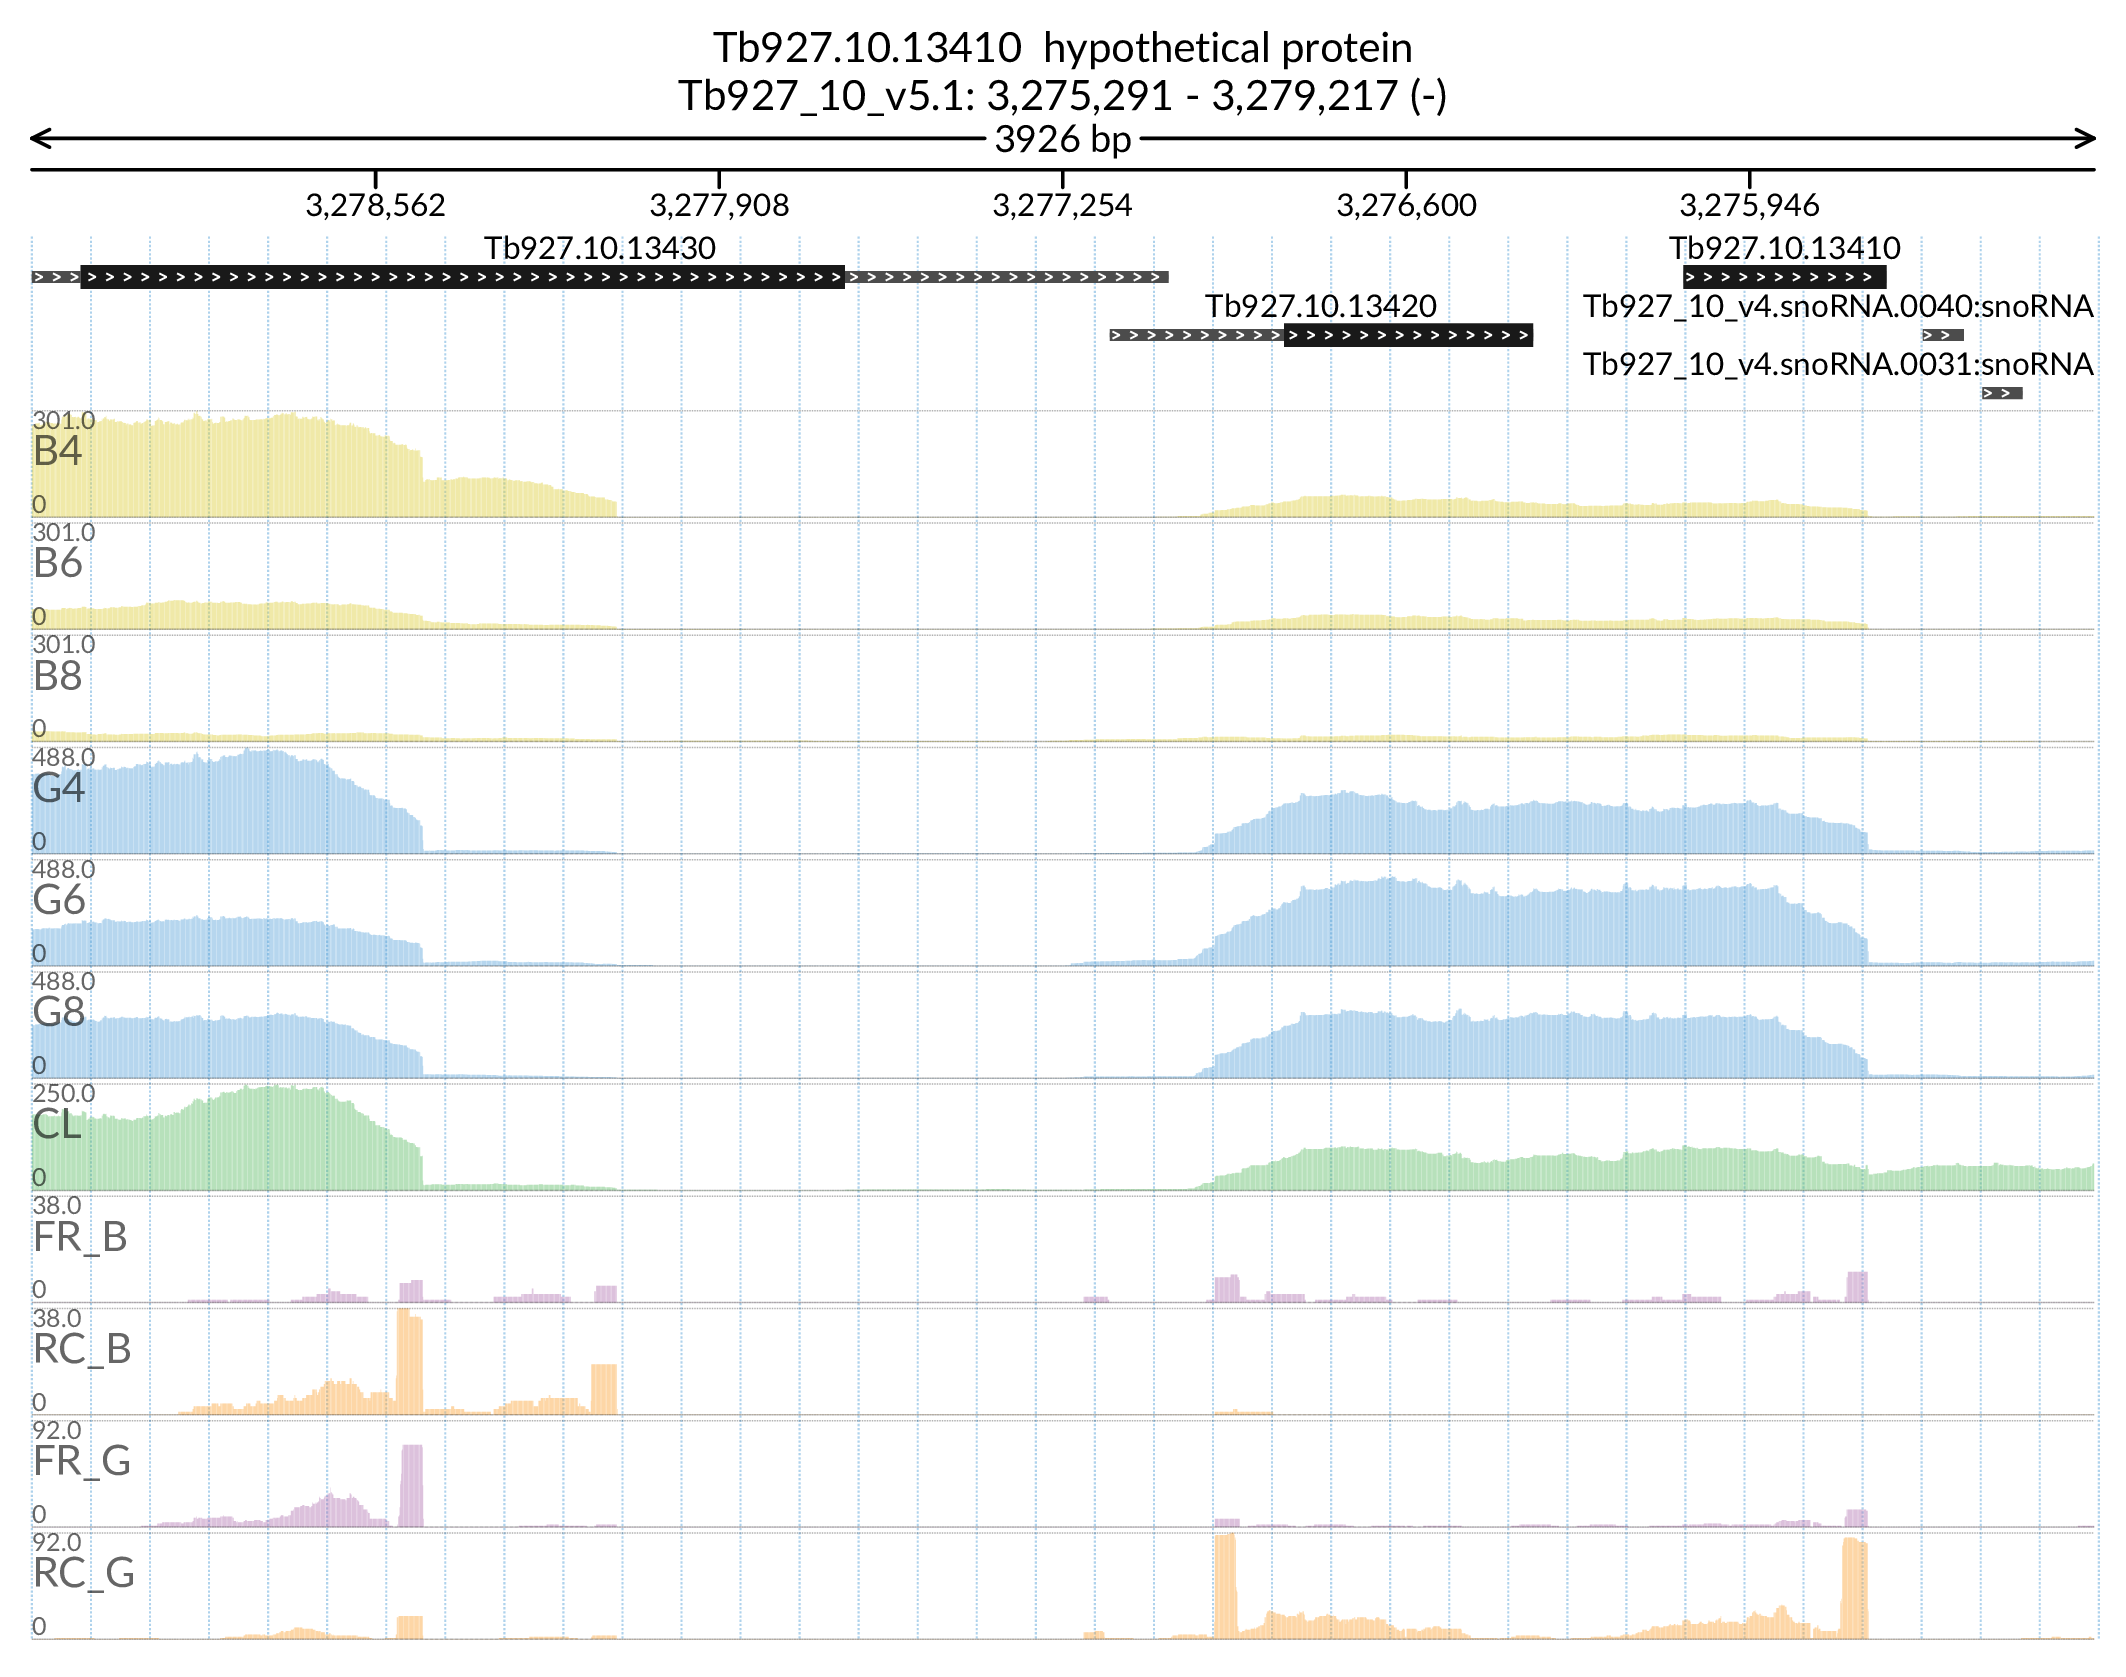 Tb927.10.13410 hypothetical protein
Tb927_10_v5.1: 3,275,291 - 3,279,217 (-)
3926 bp
3,278,562 3,277,908 3,277,254 3,276,600 3,275,946
Tb927.10.13430 Tb927.10.13410
Tb927.10.13420 Tb927_10_v4.snoRNA.0040:snoRNA
Tb927_10_v4.snoRNA.0031:snoRNA
301.0
B4
0
301.0
B6
0
301.0
B8
0
488.0
G4
0
488.0
G6
0
488.0
G8
0
250.0
CL
0
38.0
FR_B
0
38.0
RC_B
0
92.0
FR_G
0
92.0
RC_G
0